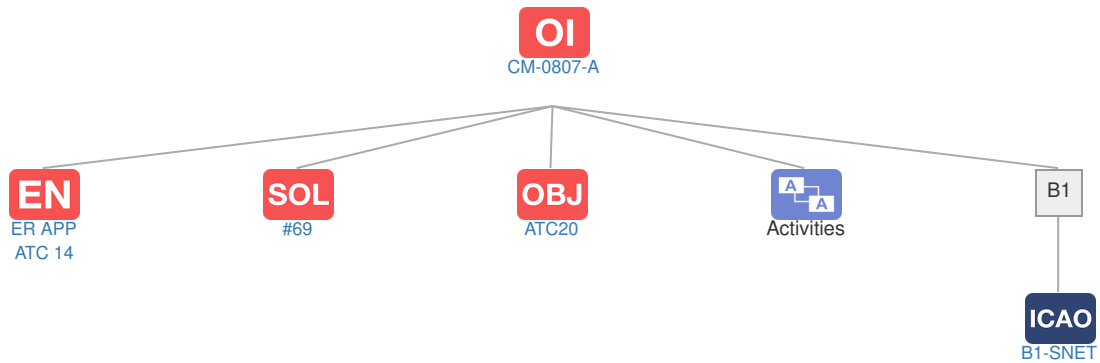 OI
CM-0807-A
EN
ER APP
ATC 14
SOL
#69
OBJ
ATC20
A
A
Activities
B1
ICAO
B1-SNET